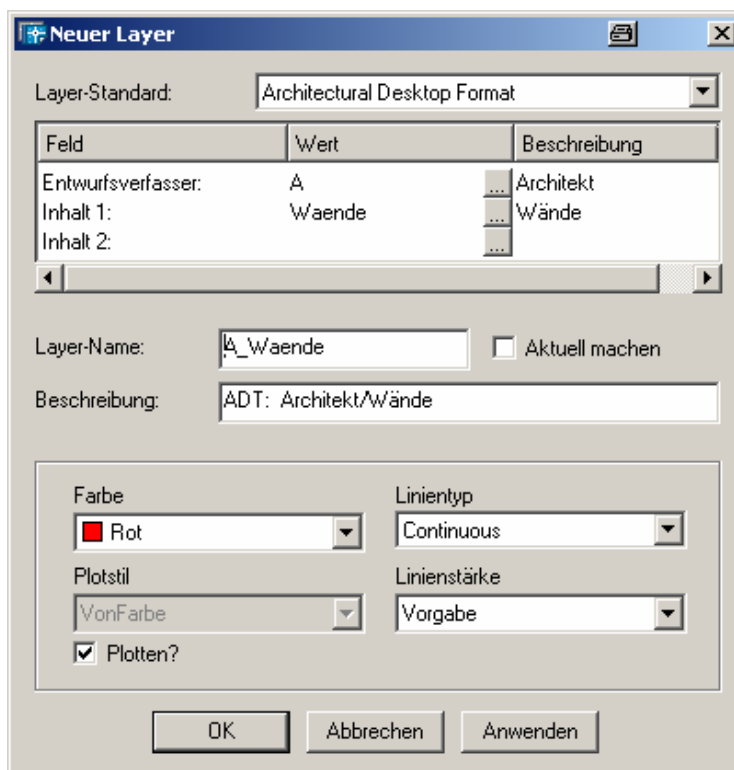 Neuer Layer
Layer-Standard: Architectural Desktop Format
Feld Wert Beschreibung
Entwurfsverfasser: A ... Architekt
Inhalt 1: Waende ... Wände
Inhalt 2: ...
Layer-Name: A_Waende Aktuell machen
Beschreibung: ADT: Architekt/Wände
Farbe Linientyp
Rot Continuous
Plotstil Linienstärke
VonFarbe Vorgabe
Plotten?
OK Abbrechen Anwenden